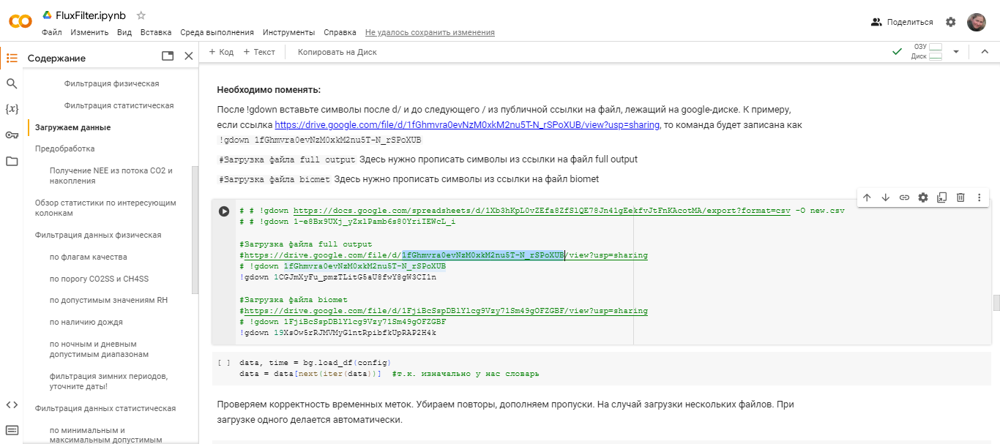 FluxFilter.ipynb
Файл Изменить Вид Вставка Среда выполнения Инструменты Справка Не удалось сохранить изменения
Поделиться
Содержание
+ Код + Текст Копировать на Диск
ОЗУ
Диск
Фильтрация физическая
Фильтрация статистическая
Загружаем данные
Предобработка
Получение NEE из потока CO2 и
накопления
Обзор статистики по интересующим
колонкам
Фильтрация данных физическая
по флагам качества
по порогу CO2SS и CH4SS
по допустимым значениям RH
по наличию дождя
по ночным и дневным
допустимым диапазонам
фильтрация зимних периодов,
уточните даты!
Фильтрация данных статистическая
по минимальным и
максимальным допустимым
Необходимо поменять:
После !gdown вставьте символы после d/ и до следующего / из публичной ссылки на файл, лежащий на google-диске. К примеру,
если ссылка https://drive.google.com/file/d/1fGhmvra0evNzM0xkM2nu5T-N_rSPoXUB/view?usp=sharing, то команда будет записана как
!gdown 1fGhmvra0evNzM0xkM2nu5T-N_rSPoXUB
#Загрузка файла full output Здесь нужно прописать символы из ссылки на файл full output
#Загрузка файла biomet Здесь нужно прописать символы из ссылки на файл biomet
# # !gdown https://docs.google.com/spreadsheets/d/1Xb3hKpL0vZEfa8ZfSlQE78Jn41gEekfvJtFnKAcotMA/export?format=csv -O new.csv
# # !gdown 1-e8Bx9UXj_yZxlPamb6s80YriIEWcL_i
#Загрузка файла full output
#https://drive.google.com/file/d/1fGhmvra0evNzM0xkM2nu5T-N_rSPoXUB/view?usp=sharing
# !gdown 1fGhmvra0evNzM0xkM2nu5T-N_rSPoXUB
!gdown 1CGJmXyFu_pmzTLitG5aU8fwY8gW3CI1n
#Загрузка файла biomet
#https://drive.google.com/file/d/1FjiBcSspDBlYlcg9Vzy71Sm49gOFZGBF/view?usp=sharing
# !gdown 1FjiBcSspDBlYlcg9Vzy71Sm49gOFZGBF
!gdown 19XsOw5rRJMVMyGlntRpibfkUpRAP2H4k
[ ] data, time = bg.load_df(config)
data = data[next(iter(data))] #т.к. изначально у нас словарь
Проверяем корректность временных меток. Убираем повторы, дополняем пропуски. На случай загрузки нескольких файлов. При
загрузке одного делается автоматически.